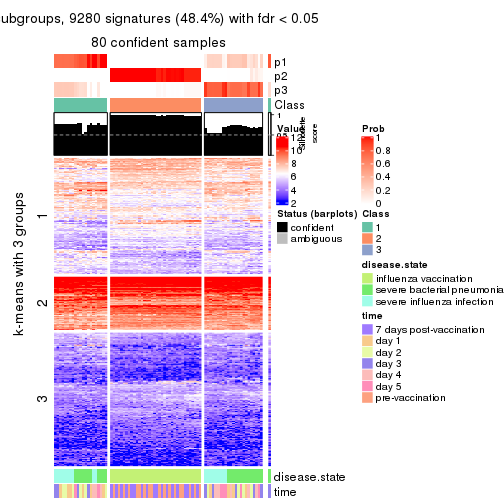 ubgroups, 9280 signatures (48.4%) with fdr < 0.05
80 confident samples
p1
p2
p3
Class
1
Silhouette
score
k-means with 3 groups
1
2
3
disease.state
time
Value
12
10
8
6
4
2
Prob
1
0.8
0.6
0.4
0.2
0
Status (barplots)
confident
ambiguous
Class
1
2
3
disease.state
influenza vaccination
severe bacterial pneumonia
severe influenza infection
time
7 days post-vaccination
day 1
day 2
day 3
day 4
day 5
pre-vaccination